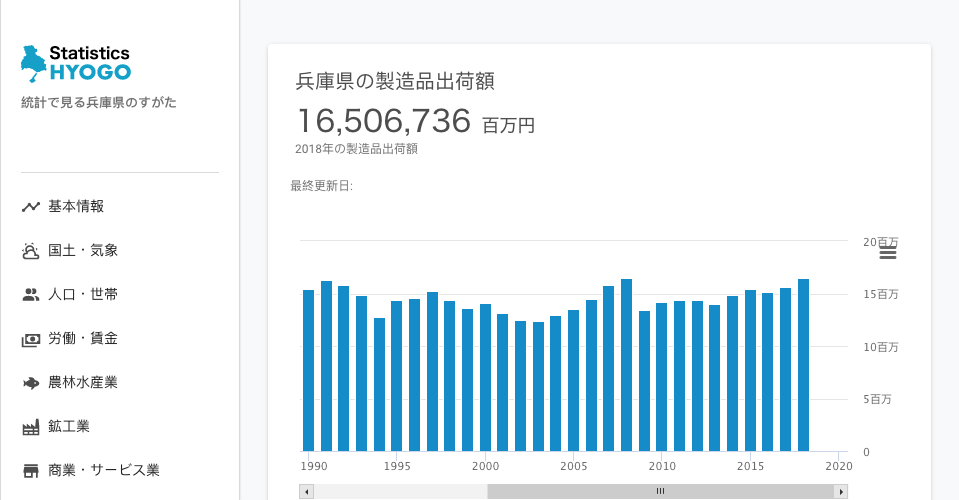 Statistics
HYOGO
統計で見る兵庫県のすがた
基本情報
国土・気象
人口・世帯
労働・賃金
農林水産業
鉱工業
商業・サービス業
兵庫県の製造品出荷額
16,506,736 百万円
2018年の製造品出荷額
最終更新日:
20百万
15百万
10百万
5百万
0
1990 1995 2000 2005 2010 2015 2020